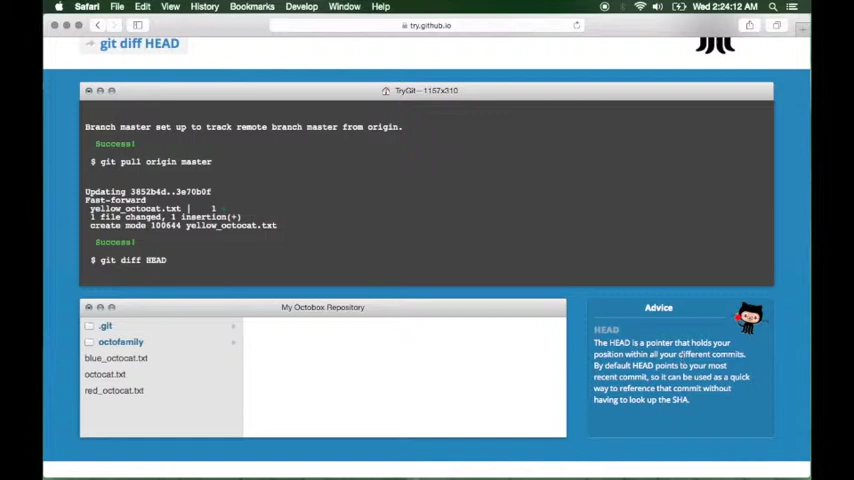 Safari File Edit View History Bookmarks Develop Window Help Wed 2:24:12 AM
try.github.io
git diff HEAD
TryGit — 1157x310
Branch master set up to track remote branch master from origin.
Success!
$ git pull origin master
Updating 3852b4d..3e70b0f
Fast-forward
yellow_octocat.txt | 1 +
1 file changed, 1 insertion(+)
create mode 100644 yellow_octocat.txt
Success!
$ git diff HEAD
My Octobox Repository
.git
octofamily
blue_octocat.txt
octocat.txt
red_octocat.txt
Advice
HEAD
The HEAD is a pointer that holds your
position within all your different commits.
By default HEAD points to your most
recent commit, so it can be used as a quick
way to reference that commit without
having to look up the SHA.